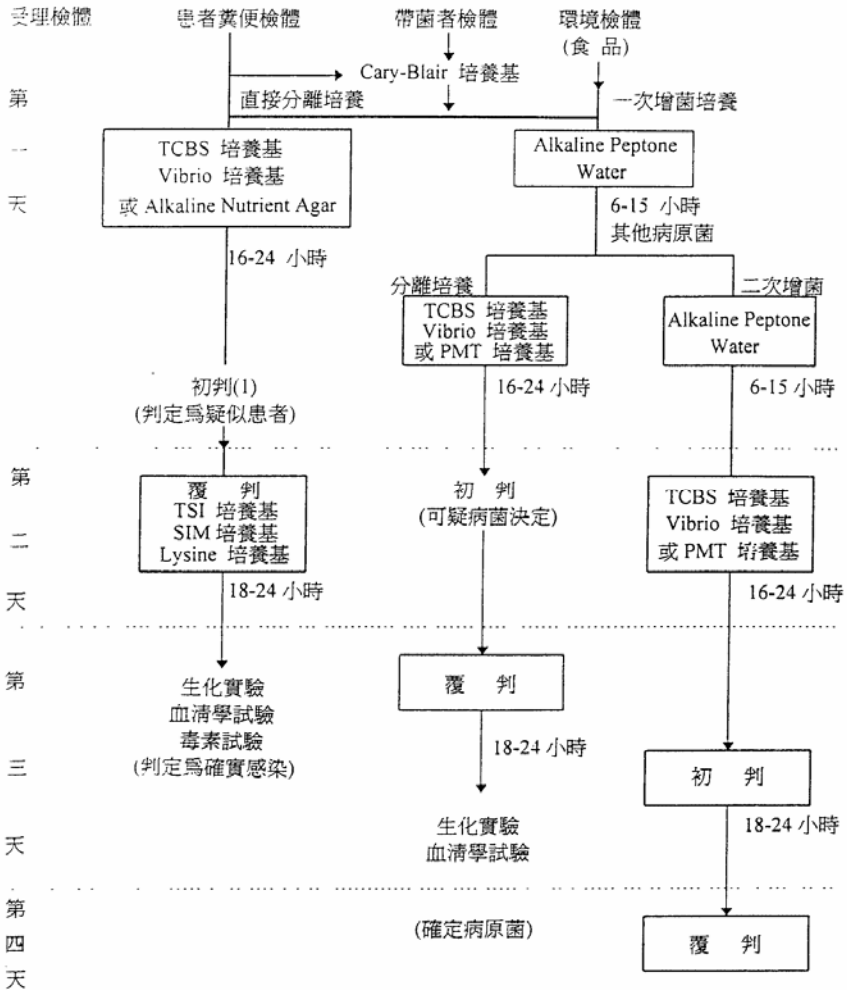 受理檢體
患者糞便檢體
帶菌者檢體
環境檢體
(食 品)
Cary-Blair 培養基
第
一
天
直接分離培養
一次增菌培養
TCBS 培養基
Vibrio 培養基
或 Alkaline Nutrient Agar
Alkaline Peptone
Water
6-15 小時
其他病原菌
16-24 小時
分離培養
TCBS 培養基
Vibrio 培養基
或 PMT 培養基
二次增菌
Alkaline Peptone
Water
16-24 小時
6-15 小時
初判(1)
(判定爲疑似患者)
第
二
天
覆 判
TSI 培養基
SIM 培養基
Lysine 培養基
初 判
(可疑病菌決定)
TCBS 培養基
Vibrio 培養基
或 PMT 培養基
18-24 小時
16-24 小時
第
三
天
生化實驗
血清學試驗
毒素試驗
(判定爲確實感染)
覆 判
18-24 小時
初 判
生化實驗
血清學試驗
18-24 小時
第
四
天
(確定病原菌)
覆 判